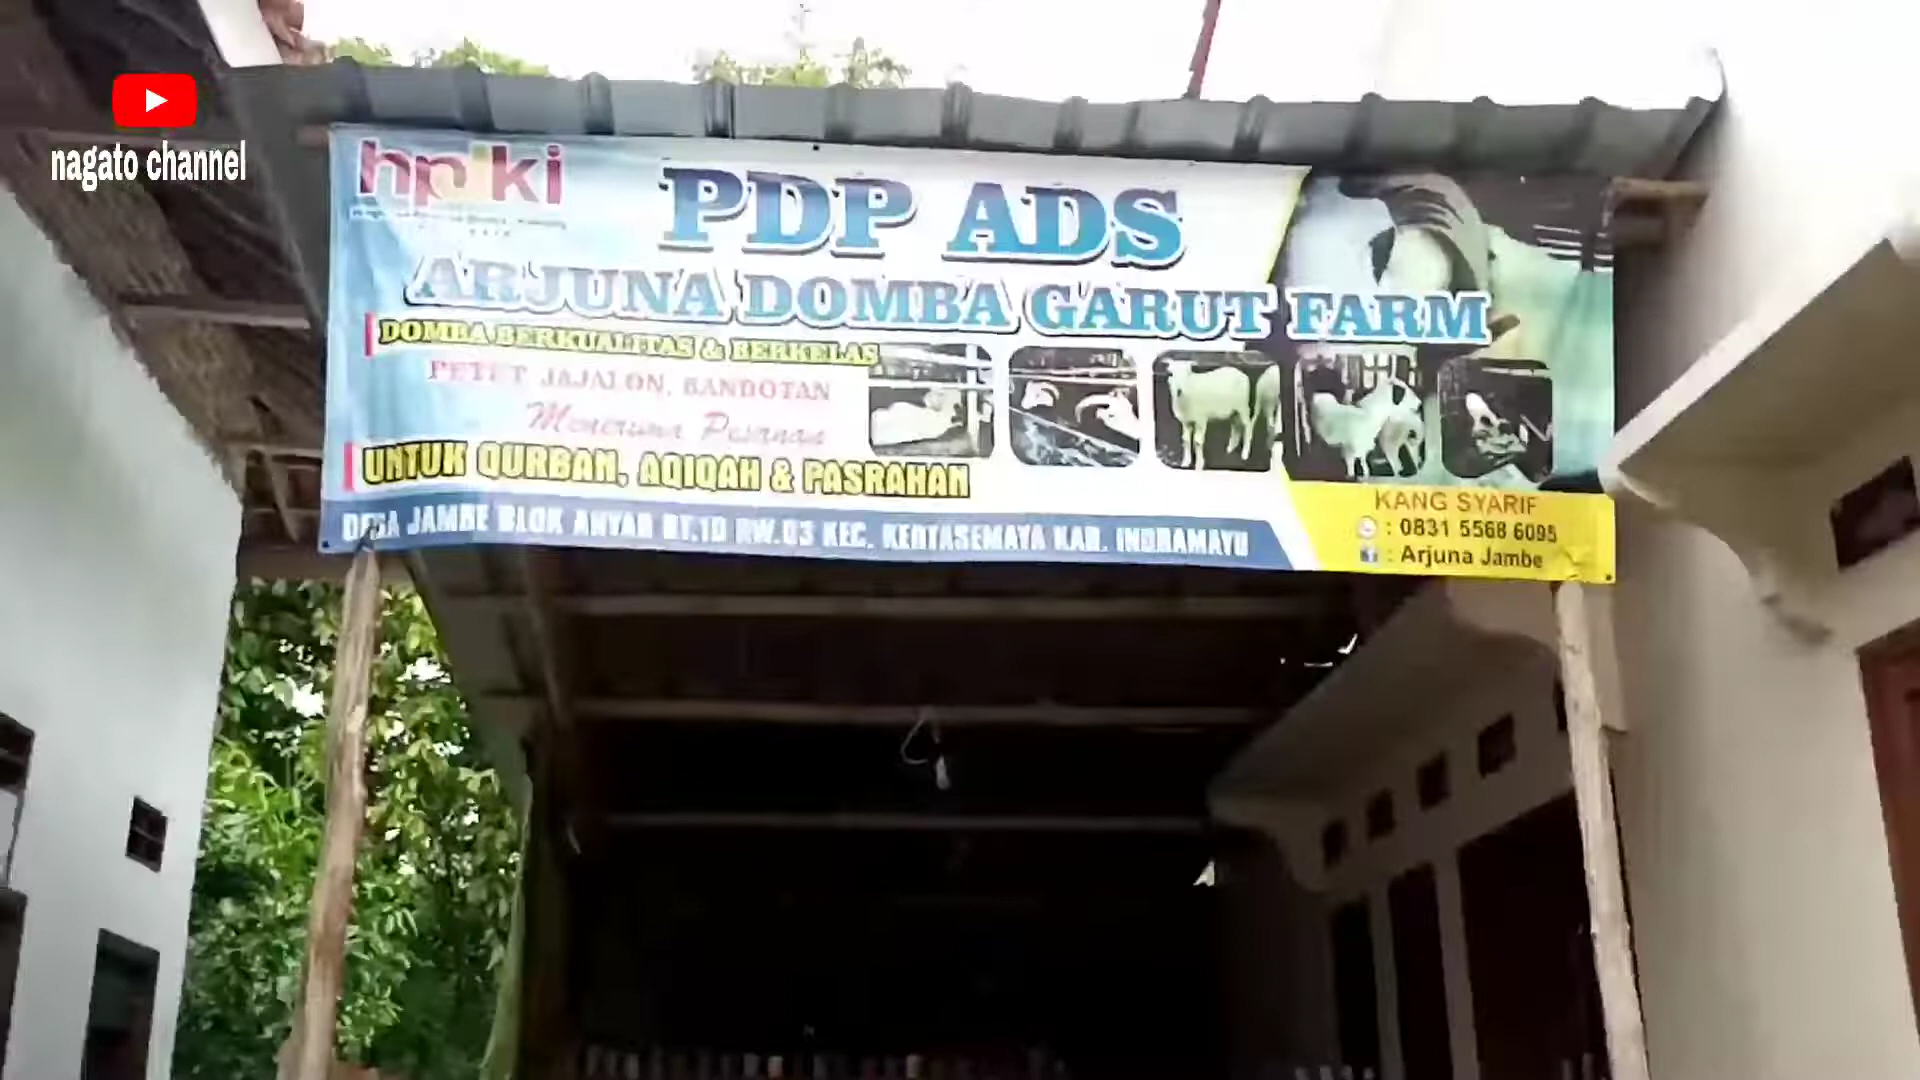 nagato channel
hpdki
PDP ADS
ARJUNA DOMBA GARUT FARM
DOMBA BERKUALITAS & BERKELAS
PETET JAJALON, BANDOTAN
Menerima Pesanan
UNTUK QURBAN, AQIQAH & PASRAHAN
DESA JAMBE BLOK ANYAR RT.10 RW.03 KEC. KERTASEMAYA KAB. INDRAMAYU
KANG SYARIF
: 0831 5568 6095
: Arjuna Jambe